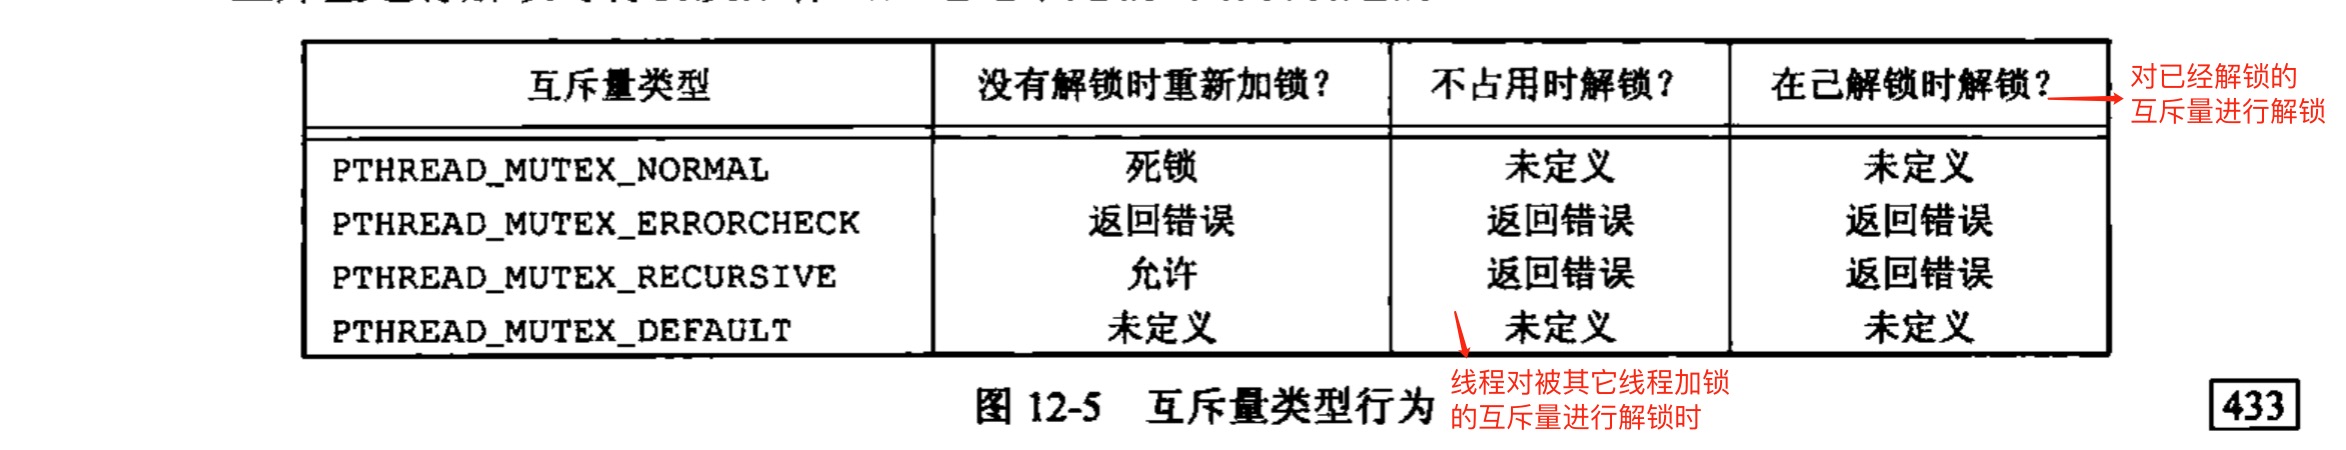 互斥量类型 没有解锁时重新加锁？ 不占用时解锁？ 在已解锁时解锁？
对已经解锁的
互斥量进行解锁
PTHREAD_MUTEX_NORMAL 死锁 未定义 未定义
PTHREAD_MUTEX_ERRORCHECK 返回错误 返回错误 返回错误
PTHREAD_MUTEX_RECURSIVE 允许 返回错误 返回错误
PTHREAD_MUTEX_DEFAULT 未定义 未定义 未定义
图 12-5 互斥量类型行为
线程对被其它线程加锁
的互斥量进行解锁时
433